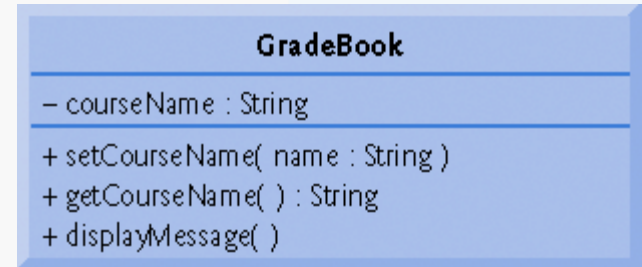 GradeBook
– courseName : String
+ setCourseName( name : String )
+ getCourseName( ) : String
+ displayMessage( )